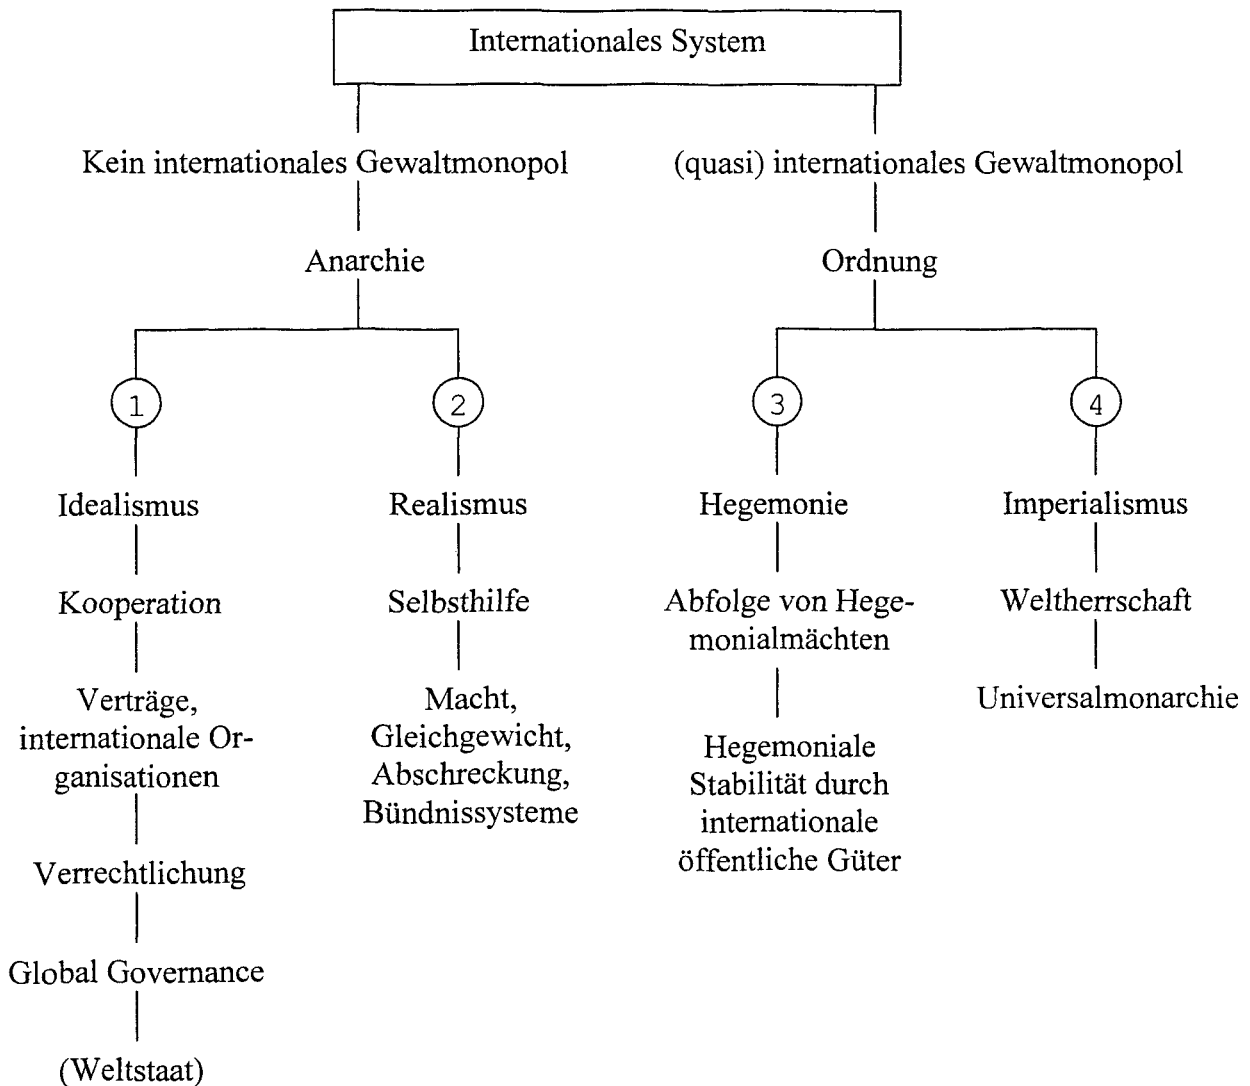 Internationales System
Kein internationales Gewaltmonopol
(quasi) internationales Gewaltmonopol
Anarchie
Ordnung
1
2
3
4
Idealismus
Realismus
Hegemonie
Imperialismus
Kooperation
Selbsthilfe
Abfolge von Hege-
monialmächten
Weltherrschaft
Verträge,
internationale Or-
ganisationen
Macht,
Gleichgewicht,
Abschreckung,
Bündnissysteme
Hegemoniale
Stabilität durch
internationale
öffentliche Güter
Universalmonarchie
Verrechtlichung
Global Governance
(Weltstaat)